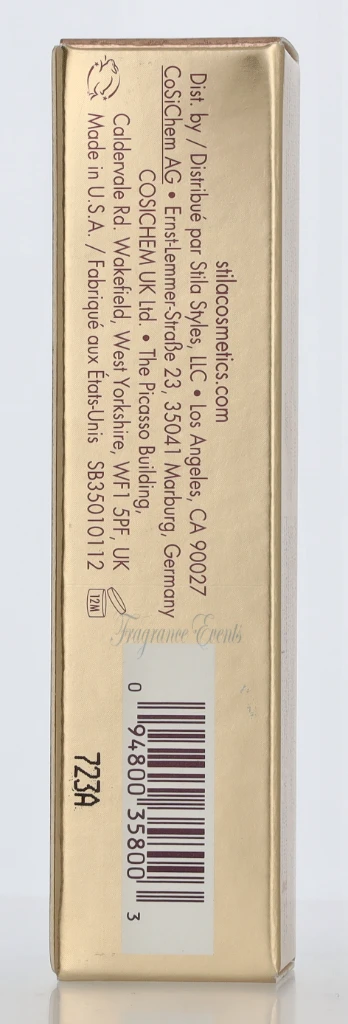 stilacosmetics.com
Dist. by / Distribué par Stila Styles, LLC • Los Angeles, CA 90027
CoSiChem AG • Ernst-Lemmer-Straße 23, 35041 Marburg, Germany
COSICHEM UK Ltd. • The Picasso Building,
Caldervale Rd. Wakefield, West Yorkshire, WF1 5PF, UK
Made in U.S.A. / Fabriqué aux États-Unis SB35010112
12M
Fragrance Events
0 94800 35800 3
723A